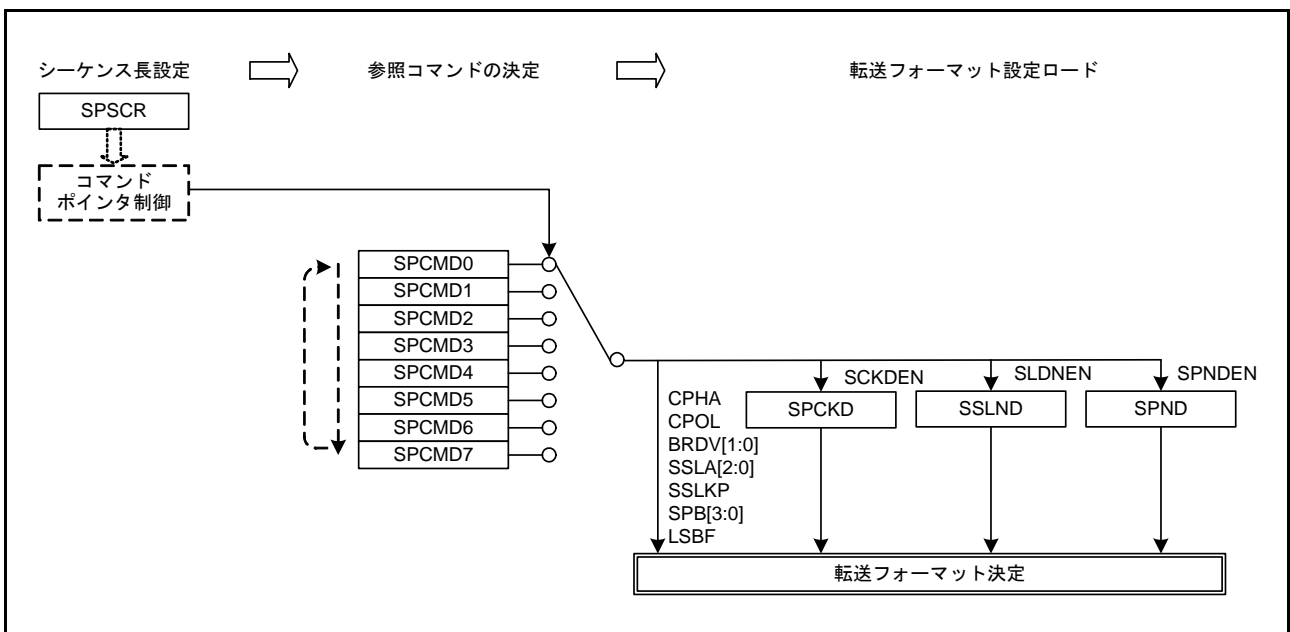 シーケンス長設定
参照コマンドの決定
転送フォーマット設定ロード
SPSCR
コマンド
ポインタ制御
SPCMD0
SPCMD1
SPCMD2
SPCMD3
SPCMD4
SPCMD5
SPCMD6
SPCMD7
CPHA
CPOL
BRDV[1:0]
SSLA[2:0]
SSLKP
SPB[3:0]
LSBF
SCKDEN
SPCKD
SLDNEN
SSLND
SPNDEN
SPND
転送フォーマット決定